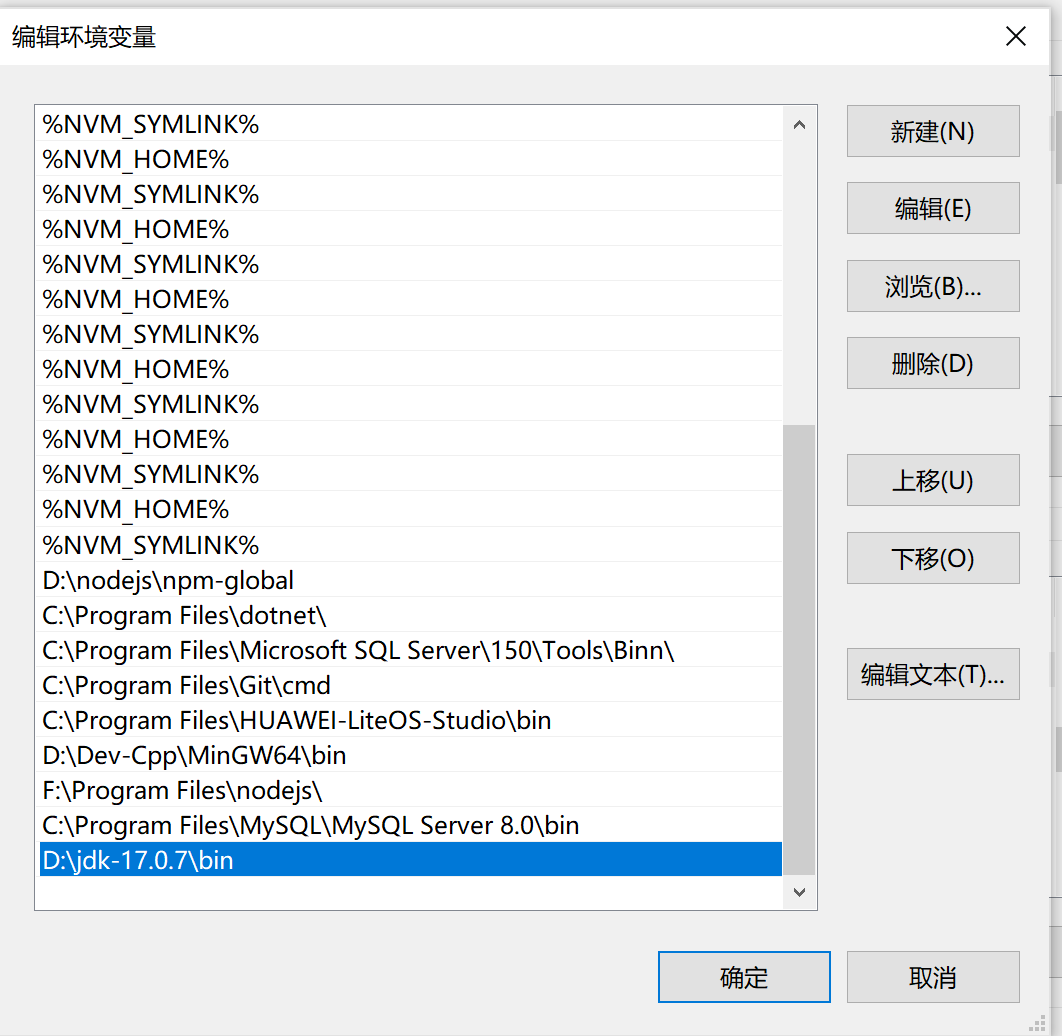 编辑环境变量
%NVM_SYMLINK%
%NVM_HOME%
%NVM_SYMLINK%
%NVM_HOME%
%NVM_SYMLINK%
%NVM_HOME%
%NVM_SYMLINK%
%NVM_HOME%
%NVM_SYMLINK%
%NVM_HOME%
%NVM_SYMLINK%
%NVM_HOME%
%NVM_SYMLINK%
D:\nodejs\npm-global
C:\Program Files\dotnet\
C:\Program Files\Microsoft SQL Server\150\Tools\Binn\
C:\Program Files\Git\cmd
C:\Program Files\HUAWEI-LiteOS-Studio\bin
D:\Dev-Cpp\MinGW64\bin
F:\Program Files\nodejs\
C:\Program Files\MySQL\MySQL Server 8.0\bin
D:\jdk-17.0.7\bin
新建(N)
编辑(E)
浏览(B)...
删除(D)
上移(U)
下移(O)
编辑文本(T)...
确定
取消